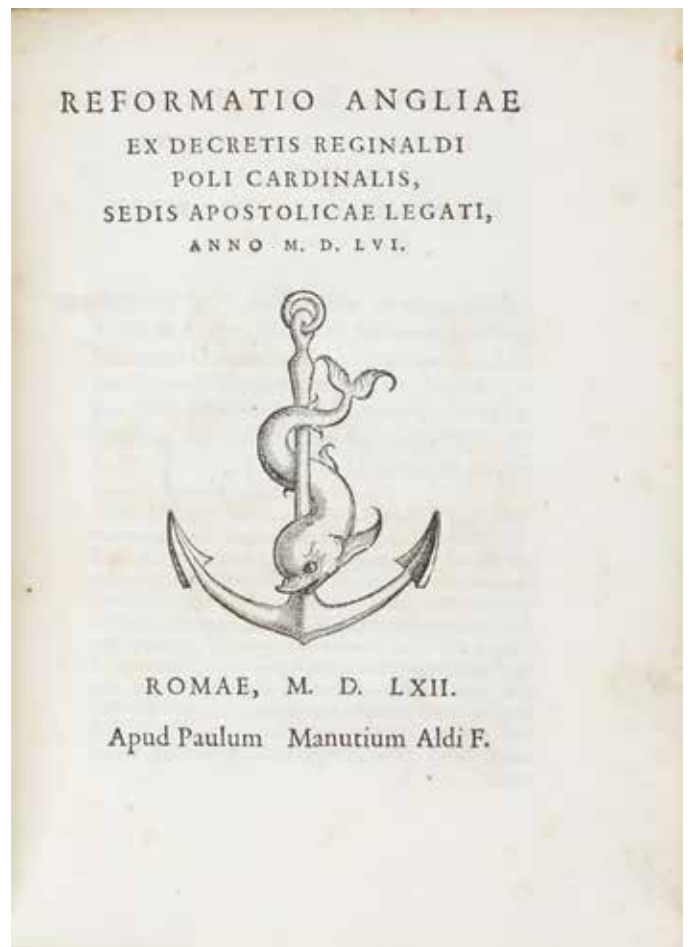 REFORMATIO ANGLIAE
EX DECRETIS REGINALDI
POLI CARDINALIS,
SEDIS APOSTOLICAE LEGATI,
ANNO M. D. LVI.
ROMAE, M. D. LXII.
Apud Paulum Manutium Aldi F.